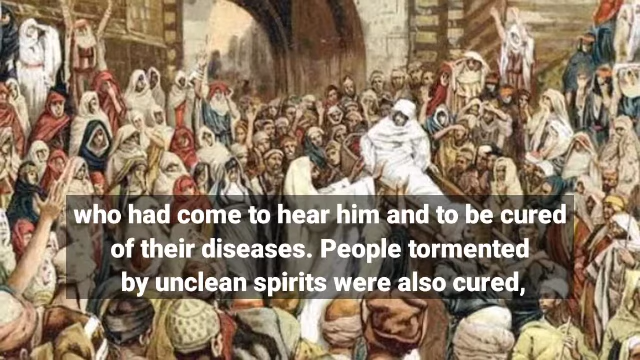 who had come to hear him and to be cured
of their diseases. People tormented
by unclean spirits were also cured,